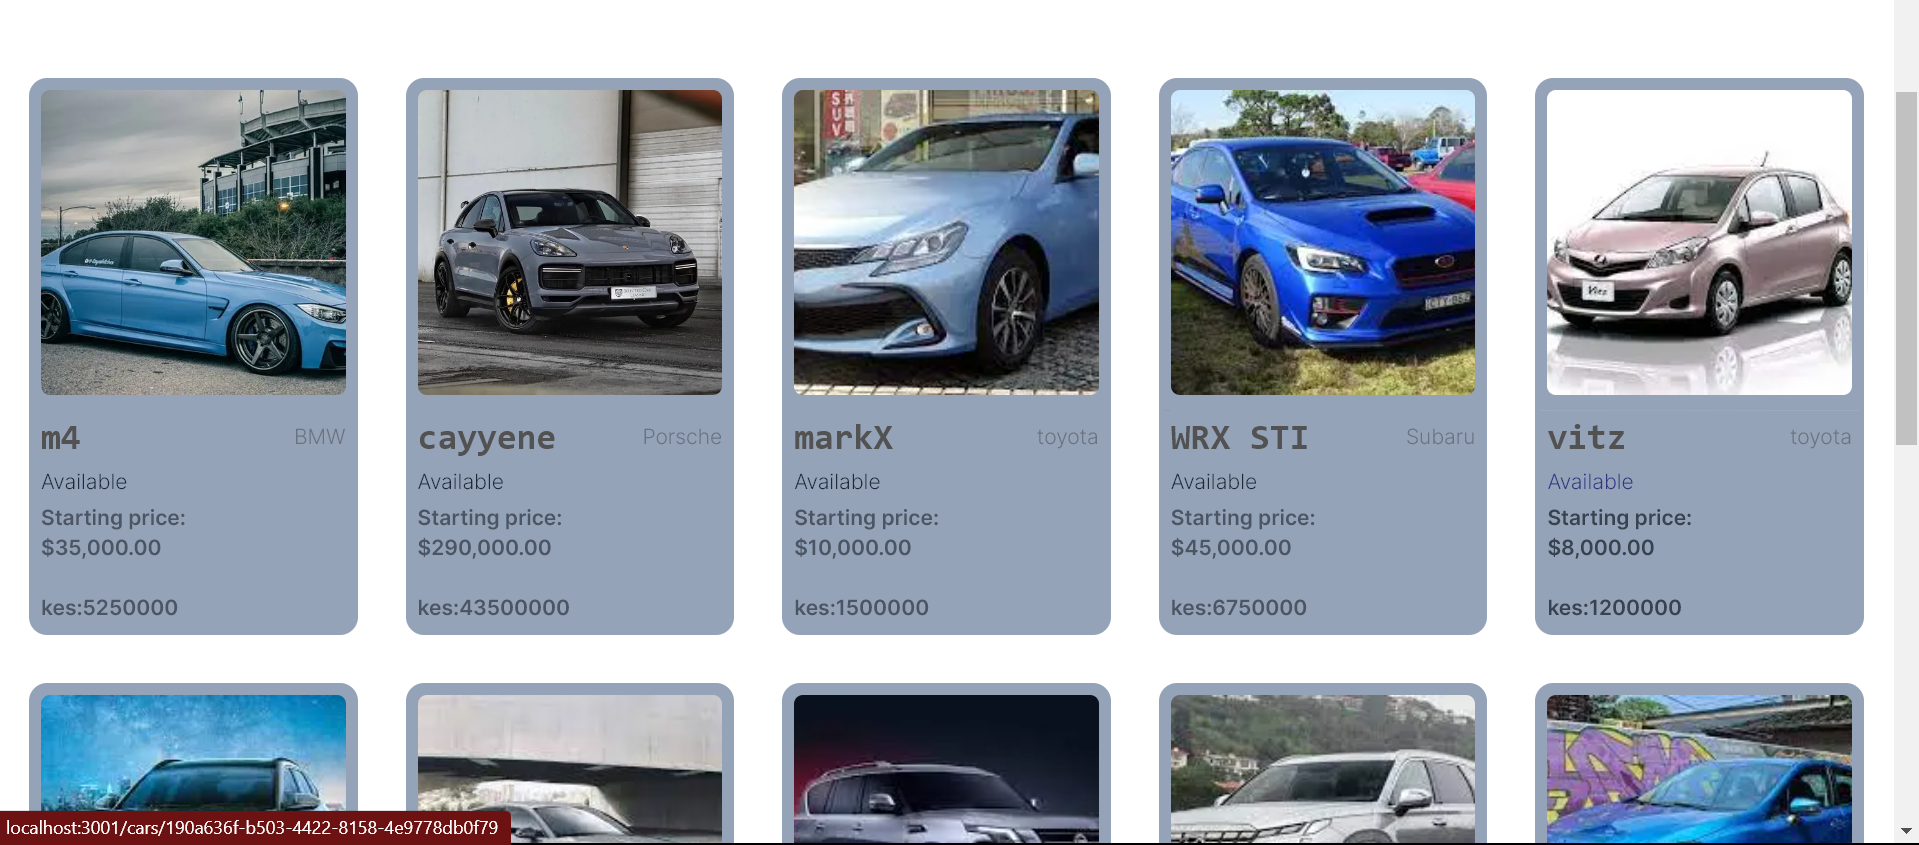 外
SUV
Vitz
m4 BMW
Available
Starting price:
$35,000.00
kes:5250000
cayyene Porsche
Available
Starting price:
$290,000.00
kes:43500000
markX toyota
Available
Starting price:
$10,000.00
kes:1500000
WRX STI Subaru
Available
Starting price:
$45,000.00
kes:6750000
vitz toyota
Available
Starting price:
$8,000.00
kes:1200000
localhost:3001/cars/190a636f-b503-4422-8158-4e9778db0f79